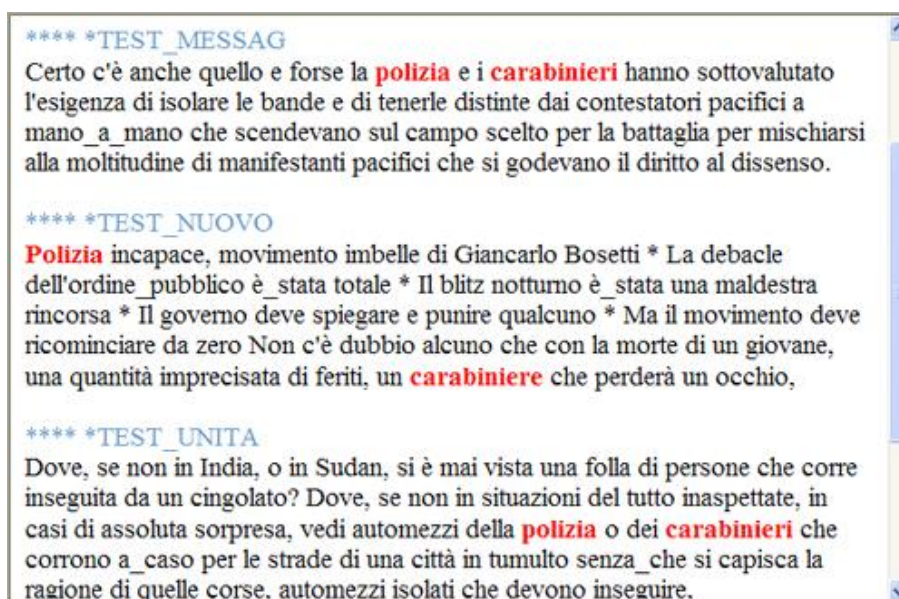 **** *TEST_MESSAG
Certo c'è anche quello e forse la polizia e i carabinieri hanno sottovalutato
l'esigenza di isolare le bande e di tenerle distinte dai contestatori pacifici a
mano_a_mano che scendevano sul campo scelto per la battaglia per mischiarsi
alla moltitudine di manifestanti pacifici che si godevano il diritto al dissenso.
**** *TEST_NUOVO
Polizia incapace, movimento imbelle di Giancarlo Bosetti * La debacle
dell'ordine_pubblico è_stata totale * Il blitz notturno è_stata una maldestra
rincorsa * Il governo deve spiegare e punire qualcuno * Ma il movimento deve
ricominciare da zero Non c'è dubbio alcuno che con la morte di un giovane,
una quantità imprecisata di feriti, un carabiniere che perderà un occhio,
**** *TEST_UNITA
Dove, se non in India, o in Sudan, si è mai vista una folla di persone che corre
inseguita da un cingolato? Dove, se non in situazioni del tutto inaspettate, in
casi di assoluta sorpresa, vedi automezzi della polizia o dei carabinieri che
corrono a_caso per le strade di una città in tumulto senza_che si capisca la
ragione di quelle corse, automezzi isolati che devono inseguire,